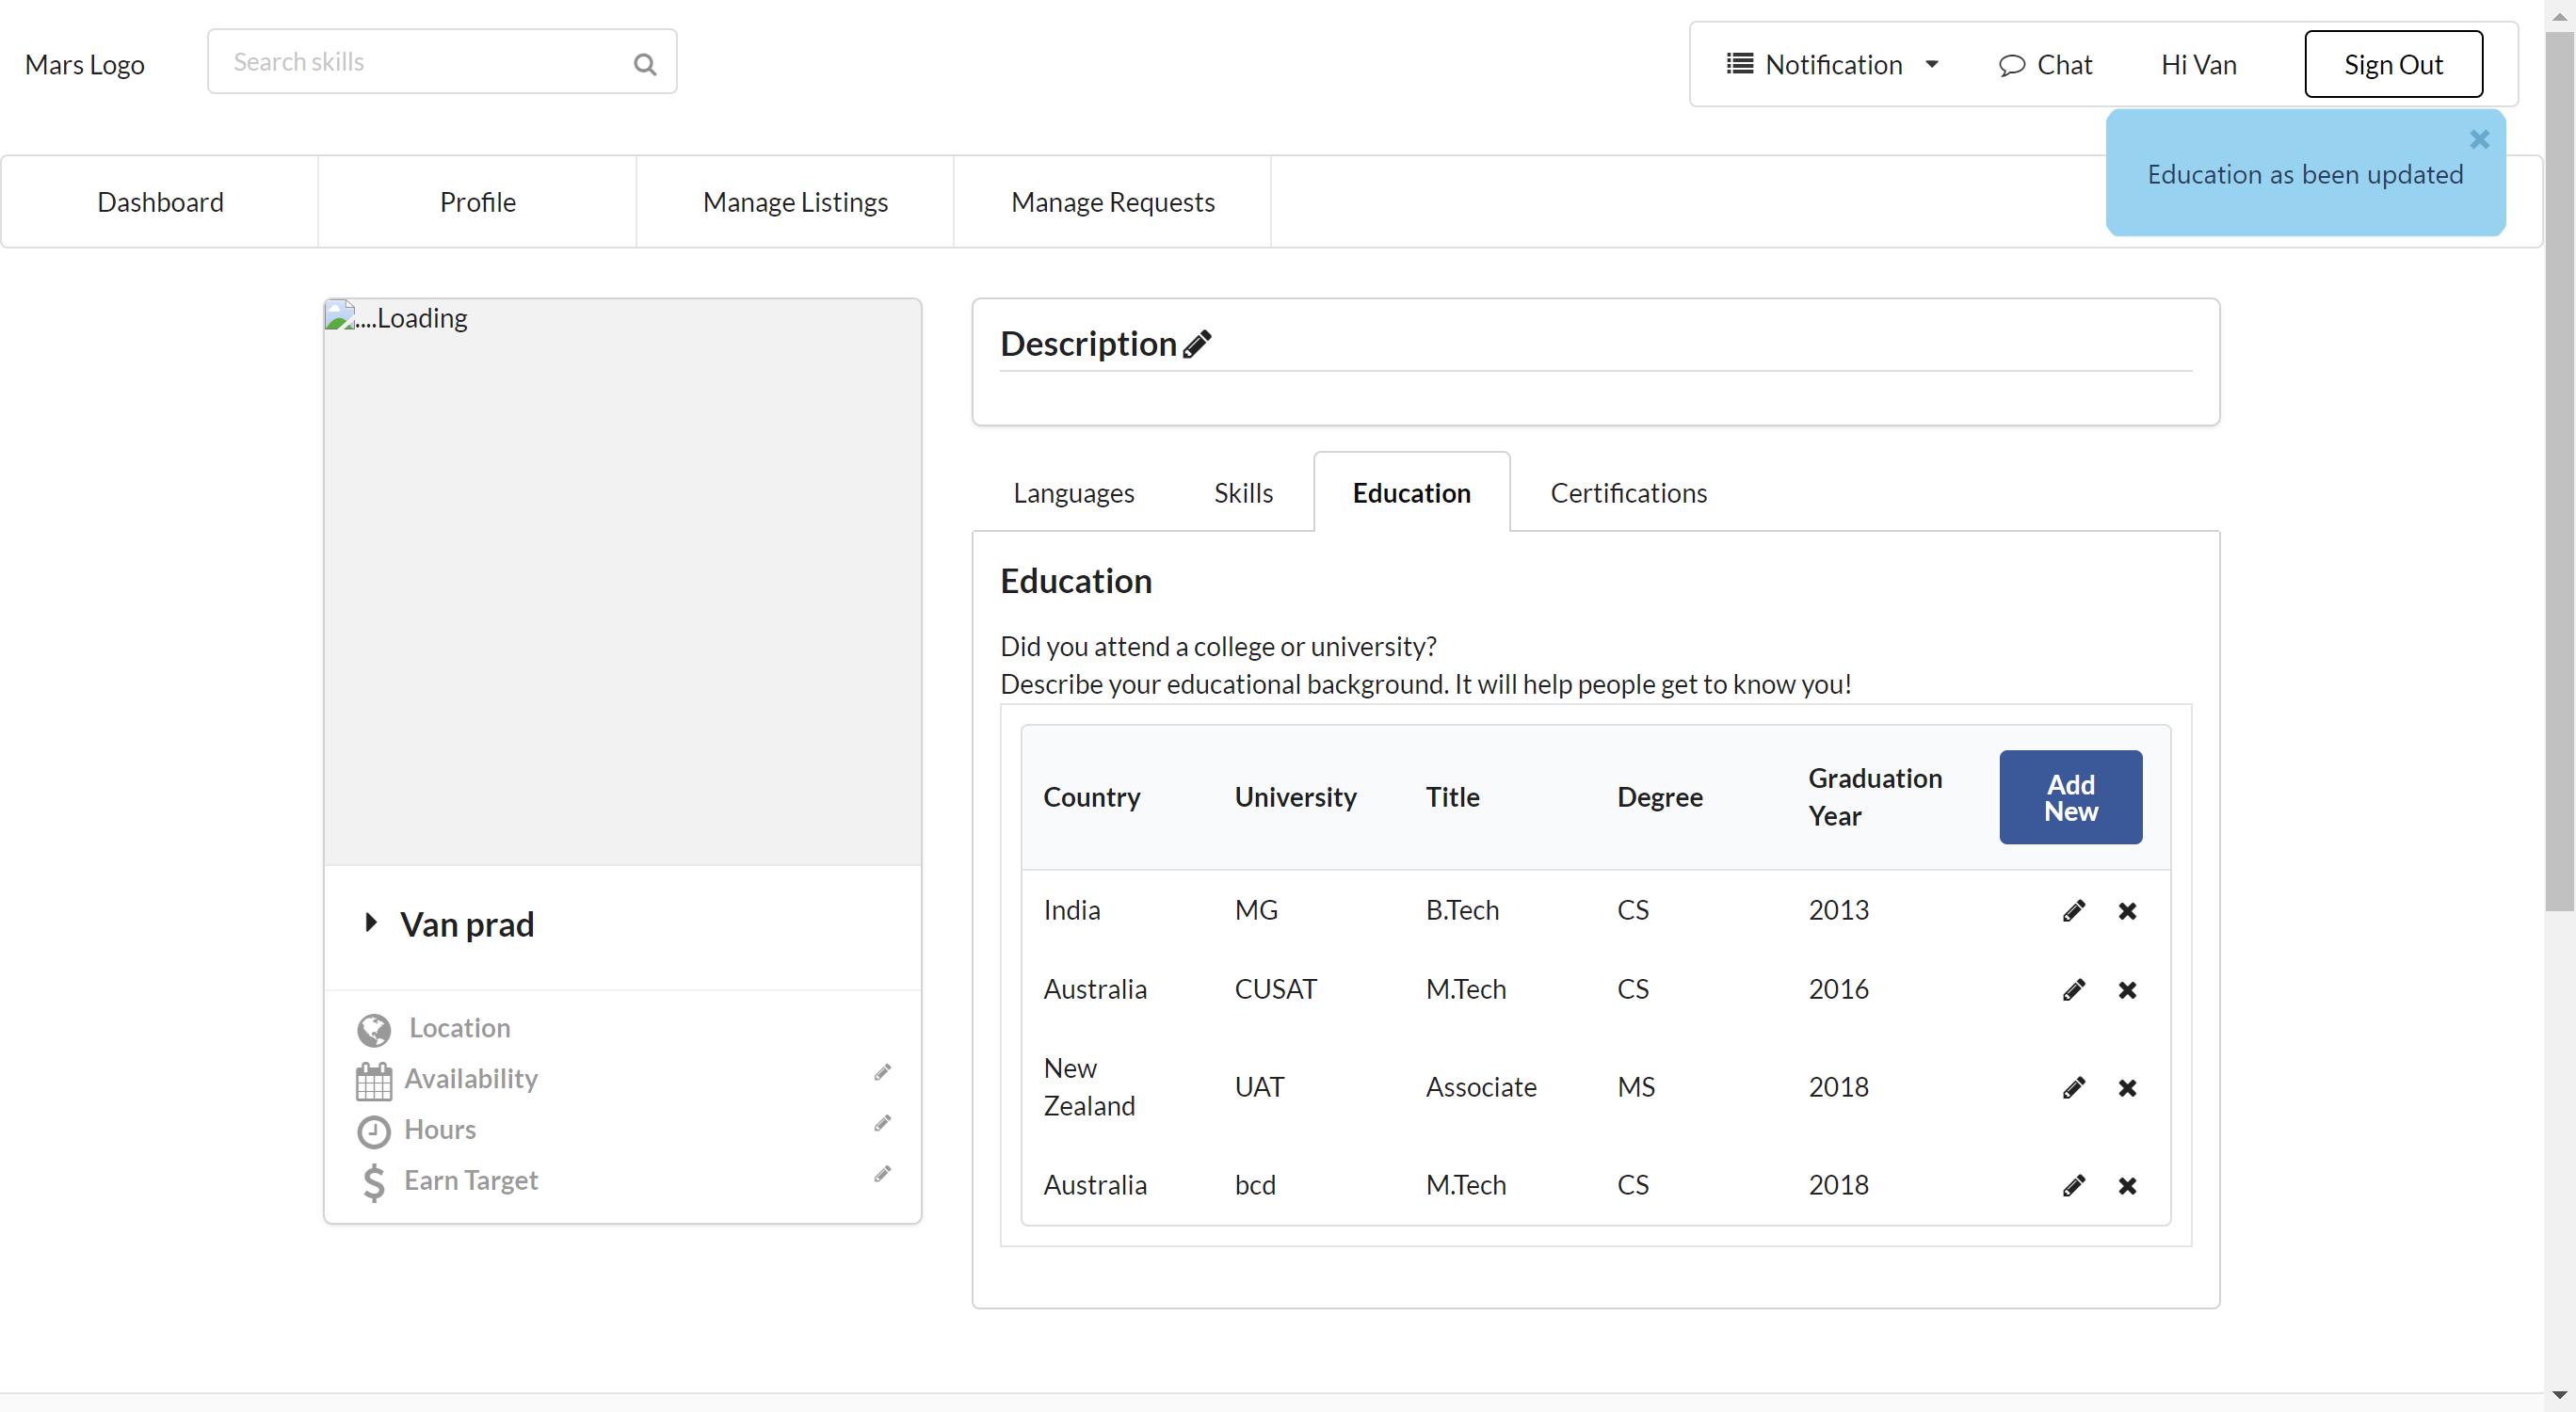 Mars Logo
Search skills
Notification
Chat
Hi Van
Sign Out
Education as been updated
Dashboard
Profile
Manage Listings
Manage Requests
....Loading
Van prad
Location
Availability
Hours
Earn Target
Description
Languages
Skills
Education
Certifications
Education
Did you attend a college or university?
Describe your educational background. It will help people get to know you!
Country University Title Degree Graduation Year Add New
India MG B.Tech CS 2013
Australia CUSAT M.Tech CS 2016
New Zealand UAT Associate MS 2018
Australia bcd M.Tech CS 2018